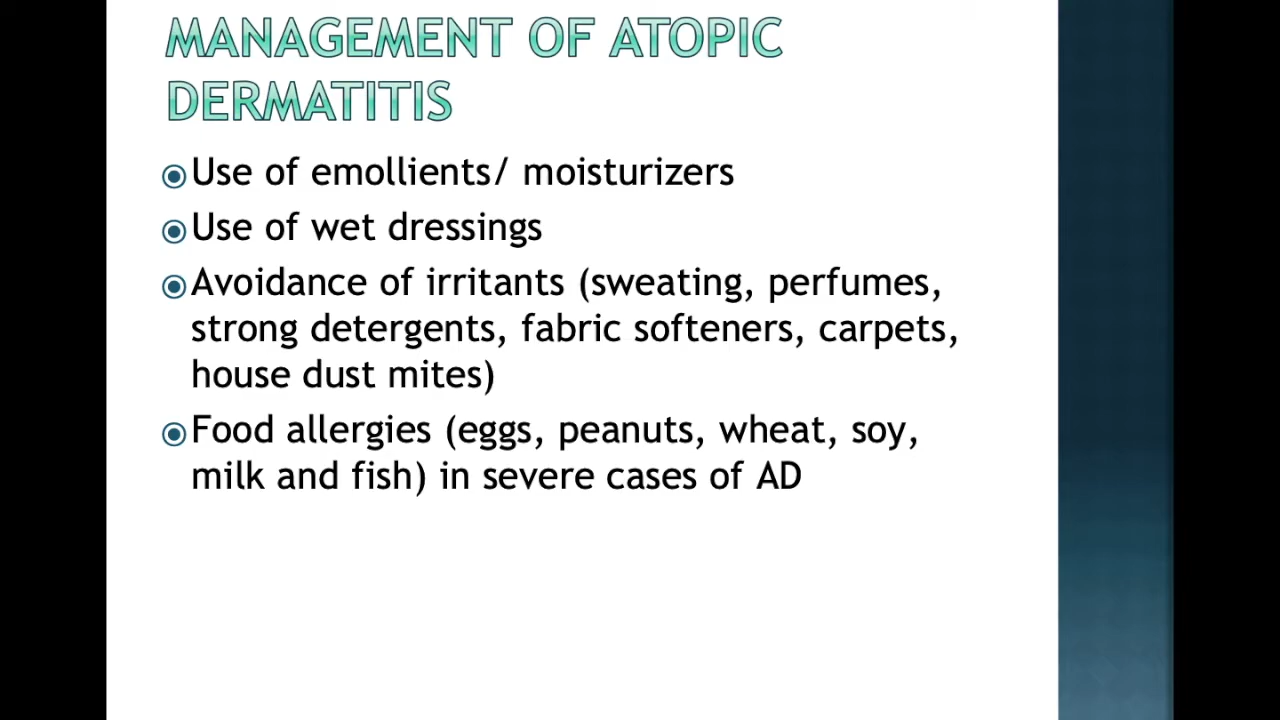 MANAGEMENT OF ATOPIC
DERMATITIS
Use of emollients/ moisturizers
Use of wet dressings
Avoidance of irritants (sweating, perfumes,
strong detergents, fabric softeners, carpets,
house dust mites)
Food allergies (eggs, peanuts, wheat, soy,
milk and fish) in severe cases of AD